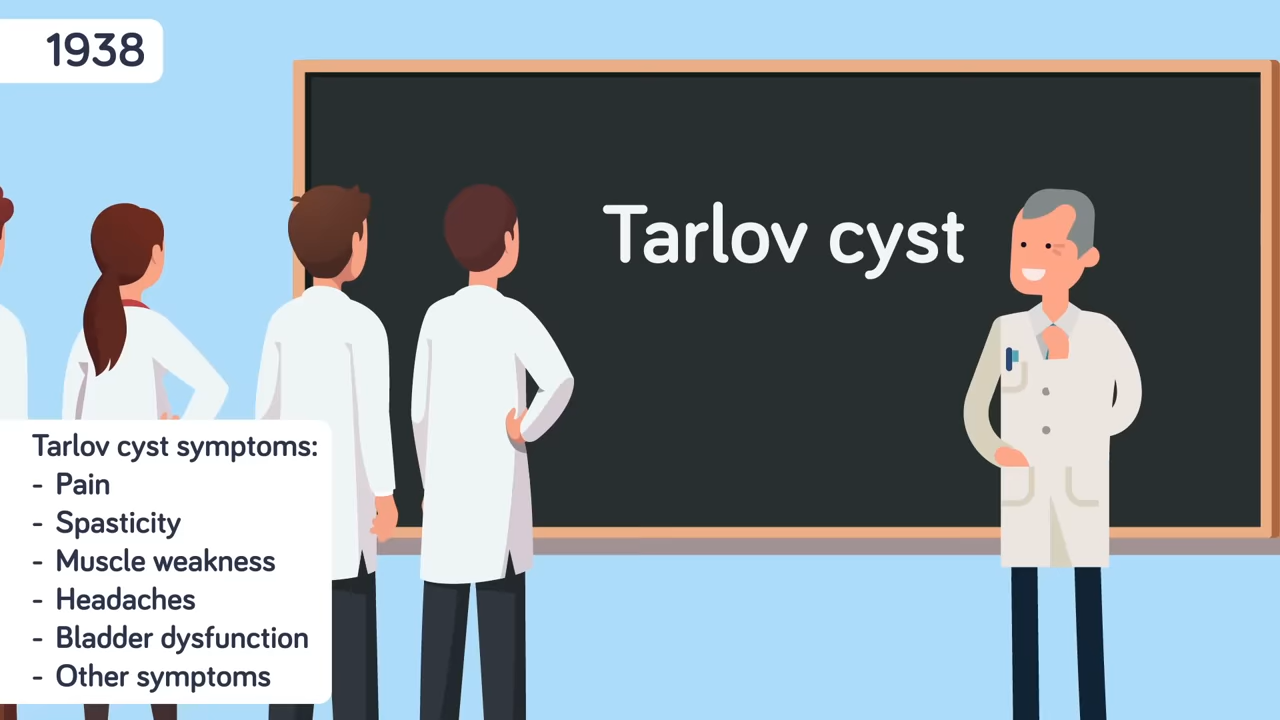 1938
Tarlov cyst
Tarlov cyst symptoms:
- Pain
- Spasticity
- Muscle weakness
- Headaches
- Bladder dysfunction
- Other symptoms